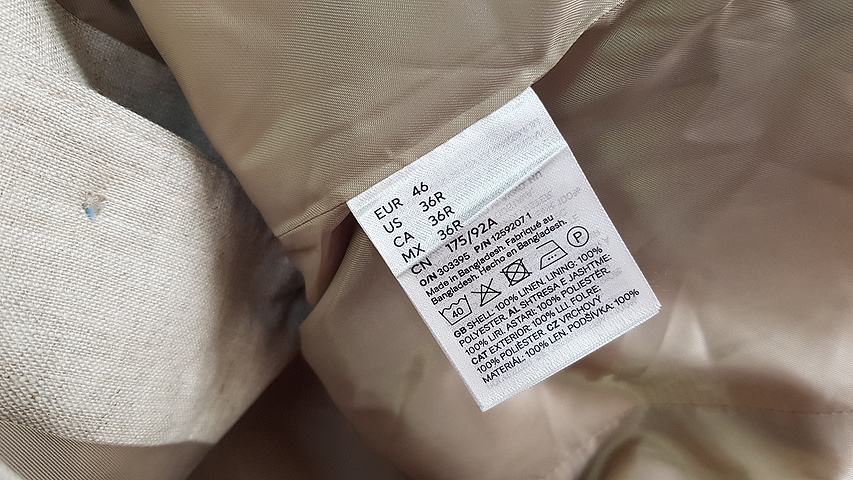 EUR 46
US 36R
CA 36R
MX 36R
CN 175/92A
O/N 303395 P/N 1259207 1
Made in Bangladesh. Fabriqué au
Bangladesh. Hecho en Bangladesh.
40 P
GB SHELL: 100% LINEN. LINING: 100%
POLYESTER. AL SHTRESA E JASHTME:
100% LIRI. ASTARI: 100% POLIESTËR.
CAT EXTERIOR: 100% LLI. FOLRE:
100% POLIÈSTER. CZ VRCHOVÝ
MATERIÁL: 100% LEN. PODŠÍVKA: 100%